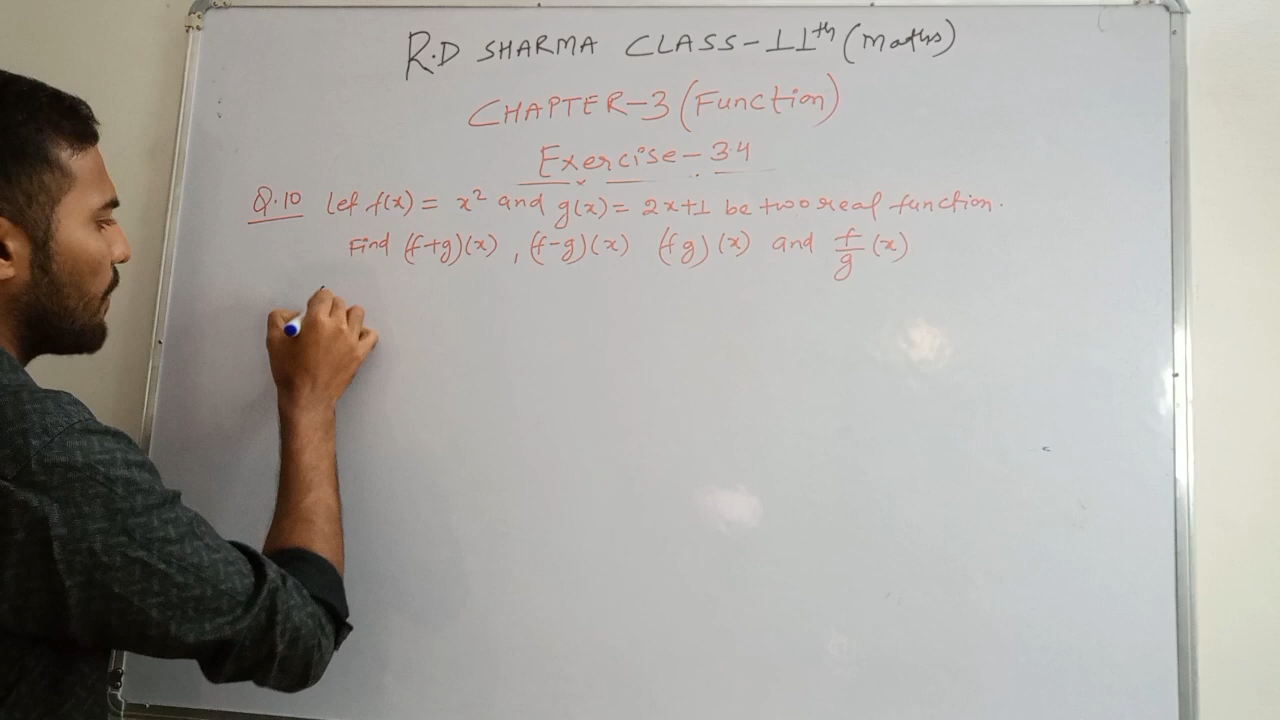 R.D SHARMA CLASS-11th (Maths)
CHAPTER-3 (Function)
Exercise-3.4
Q.10 Let f(x) = x² and g(x) = 2x+1 be two real function.
Find (f+g)(x), (f-g)(x) (fg)(x) and f/g (x)